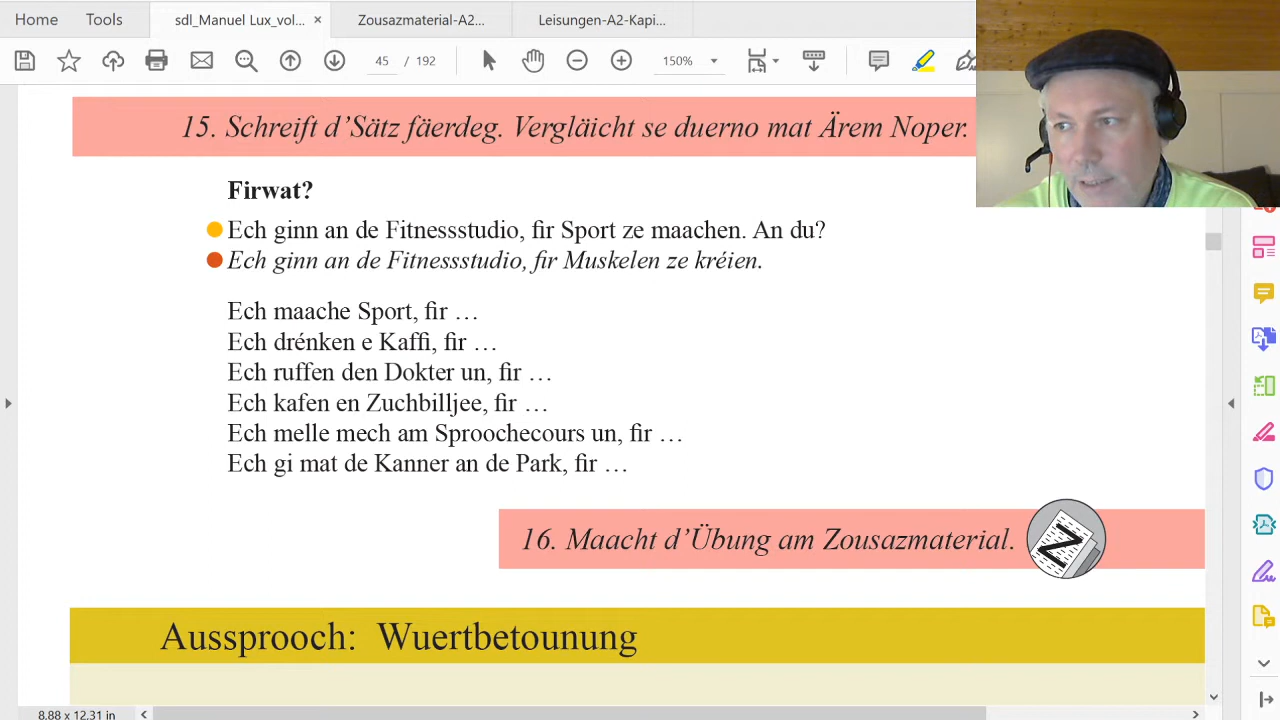 Home Tools sdl_Manuel Lux_vol... × Zousazmaterial-A2... Leisungen-A2-Kapi...
45 / 192 150%
15. Schreift d’Sätz fäerdeg. Vergläicht se duerno mat Ärem Noper.
Firwat?
Ech ginn an de Fitnessstudio, fir Sport ze maachen. An du?
Ech ginn an de Fitnessstudio, fir Muskelen ze kréien.
Ech maache Sport, fir …
Ech drénken e Kaffi, fir …
Ech ruffen den Dokter un, fir …
Ech kafen en Zuchbilljee, fir …
Ech melle mech am Sproochecours un, fir …
Ech gi mat de Kanner an de Park, fir …
16. Maacht d’Übung am Zousazmaterial.
Z
Aussprooch: Wuertbetounung
8.88 x 12.31 in